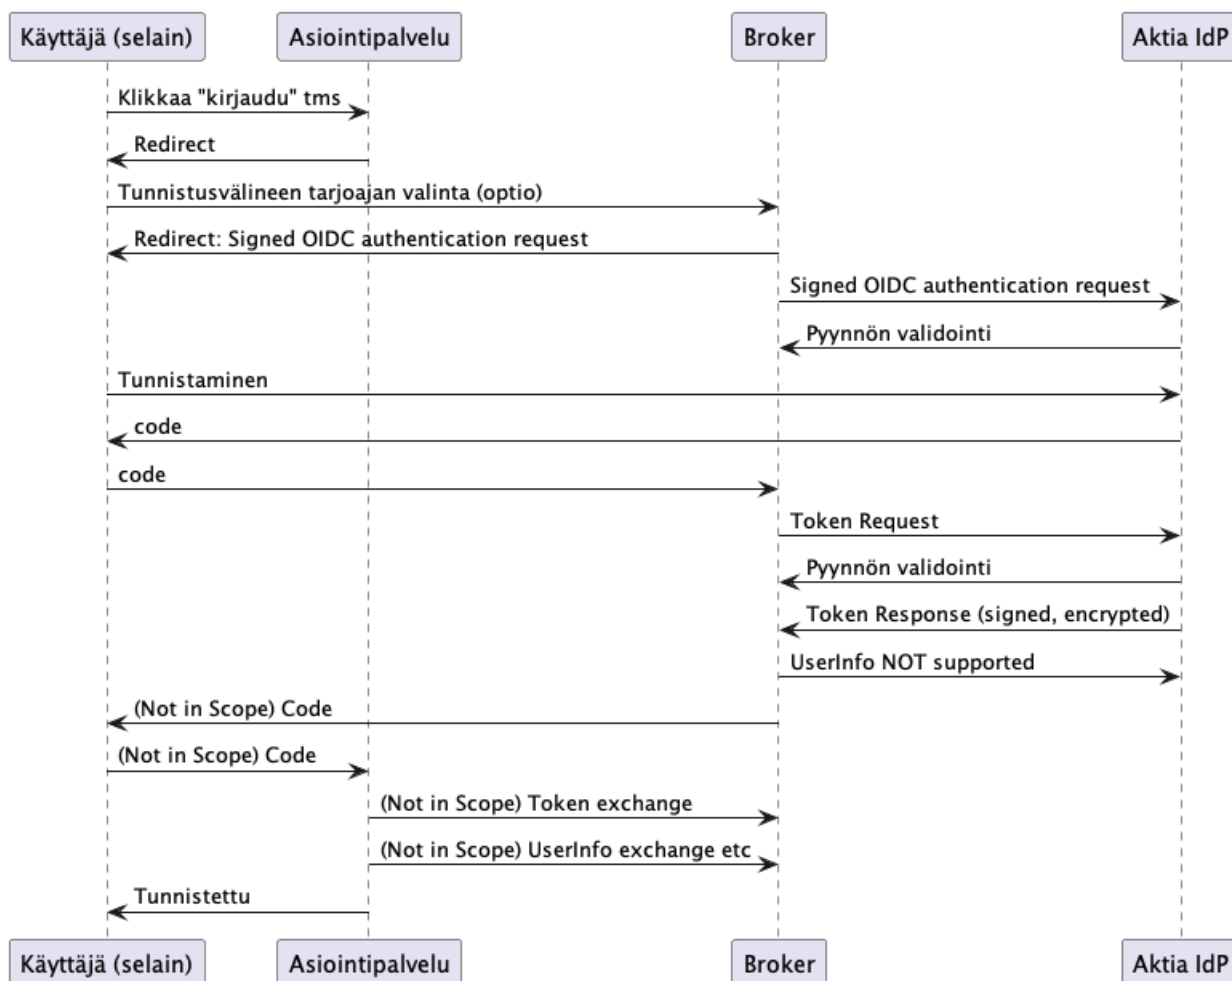 Käyttäjä (selain) Asiointipalvelu Broker Aktia IdP
Klikkaa "kirjaudu" tms
Redirect
Tunnistusvälineen tarjoajan valinta (optio)
Redirect: Signed OIDC authentication request
Signed OIDC authentication request
Pyynnön validointi
Tunnistaminen
code
code
Token Request
Pyynnön validointi
Token Response (signed, encrypted)
UserInfo NOT supported
(Not in Scope) Code
(Not in Scope) Code
(Not in Scope) Token exchange
(Not in Scope) UserInfo exchange etc
Tunnistettu
Käyttäjä (selain) Asiointipalvelu Broker Aktia IdP